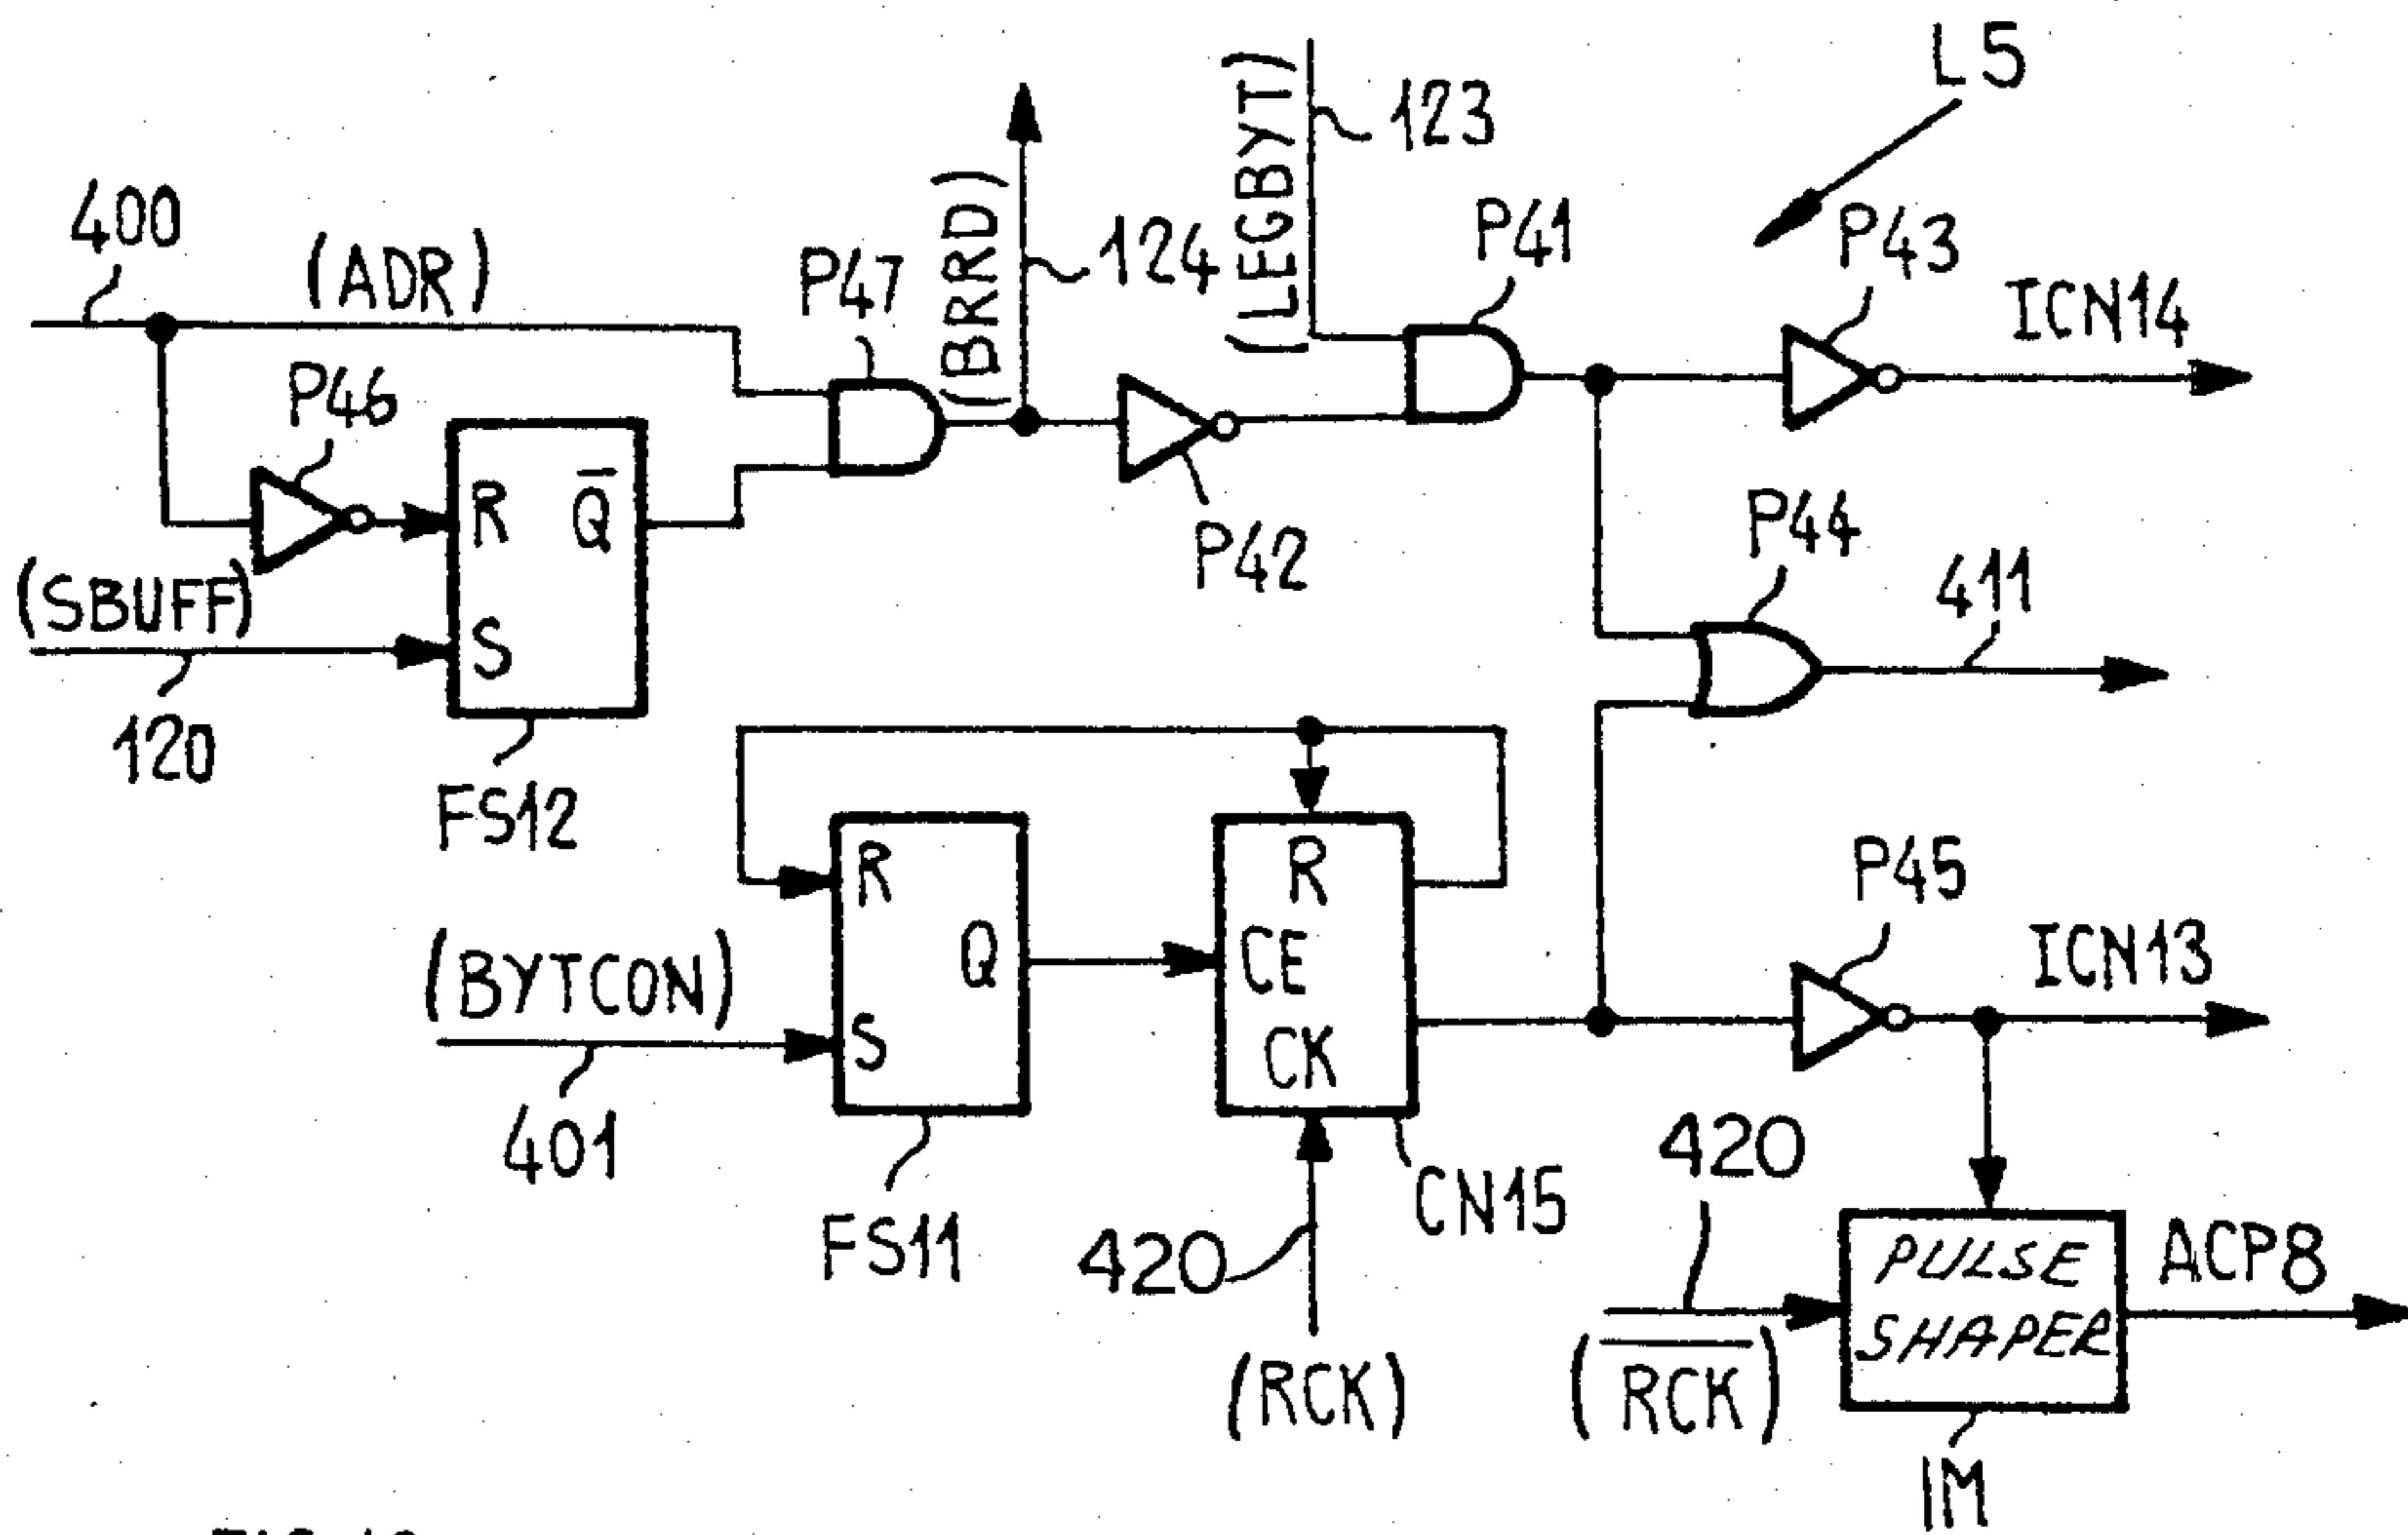 L5
400
(ADR)
P47
(BRRD)
124
(LEGBYT)
123
P41
P43
ICN14
P46
R
Q̅
(SBUFF)
S
120
FS12
P42
P44
411
R
Q
(BYTCON)
S
401
FS11
R
CE
CK
CN15
420
(RCK)
P45
ICN13
420
(R̅C̅K̅)
PULSE
SHAPER
ACP8
IM